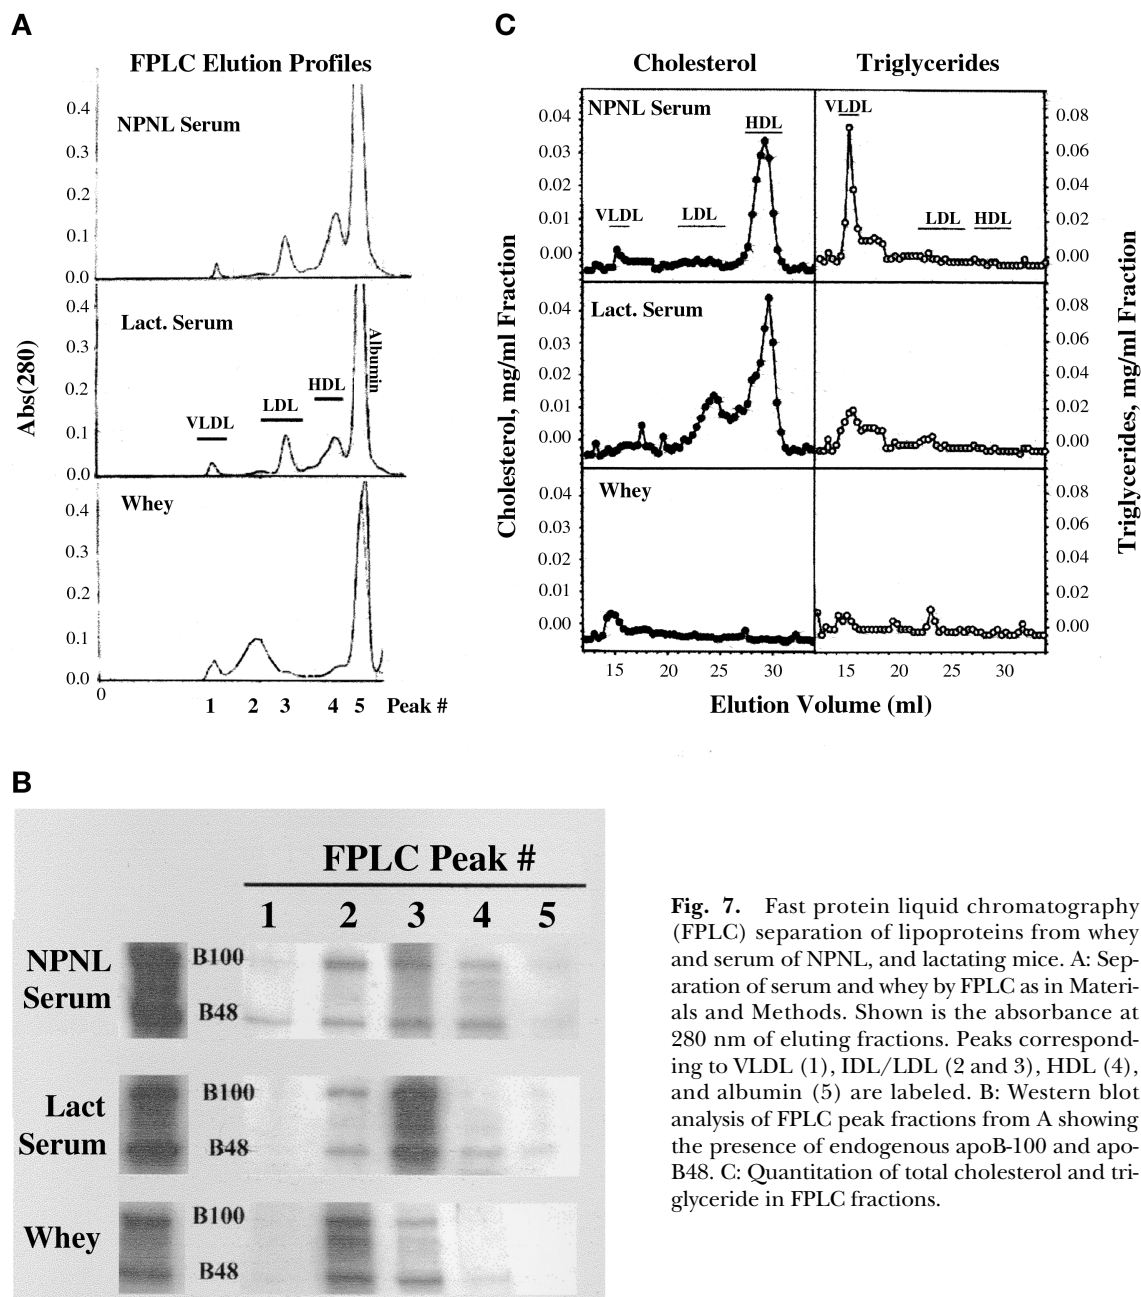 A
FPLC Elution Profiles
NPNL Serum
0.4
0.3
0.2
0.1
0.0
Lact. Serum
Albumin
HDL
LDL
VLDL
0.4
0.3
0.2
0.1
0.0
Whey
0.4
0.3
0.2
0.1
0.0
0
1 2 3 4 5 Peak #
Abs(280)
C
Cholesterol Triglycerides
NPNL Serum
HDL
VLDL LDL
VLDL
LDL HDL
0.04
0.03
0.02
0.01
0.00
0.08
0.06
0.04
0.02
0.00
Lact. Serum
0.04
0.03
0.02
0.01
0.00
0.08
0.06
0.04
0.02
0.00
Whey
0.04
0.03
0.02
0.01
0.00
0.08
0.06
0.04
0.02
0.00
15 20 25 30 15 20 25 30
Elution Volume (ml)
Cholesterol, mg/ml Fraction
Triglycerides, mg/ml Fraction
B
FPLC Peak #
1 2 3 4 5
NPNL
Serum
B100
B48
Lact
Serum
B100
B48
Whey
B100
B48
Fig. 7. Fast protein liquid chromatography
(FPLC) separation of lipoproteins from whey
and serum of NPNL, and lactating mice. A: Sep-
aration of serum and whey by FPLC as in Materi-
als and Methods. Shown is the absorbance at
280 nm of eluting fractions. Peaks correspond-
ing to VLDL (1), IDL/LDL (2 and 3), HDL (4),
and albumin (5) are labeled. B: Western blot
analysis of FPLC peak fractions from A showing
the presence of endogenous apoB-100 and apo-
B48. C: Quantitation of total cholesterol and tri-
glyceride in FPLC fractions.